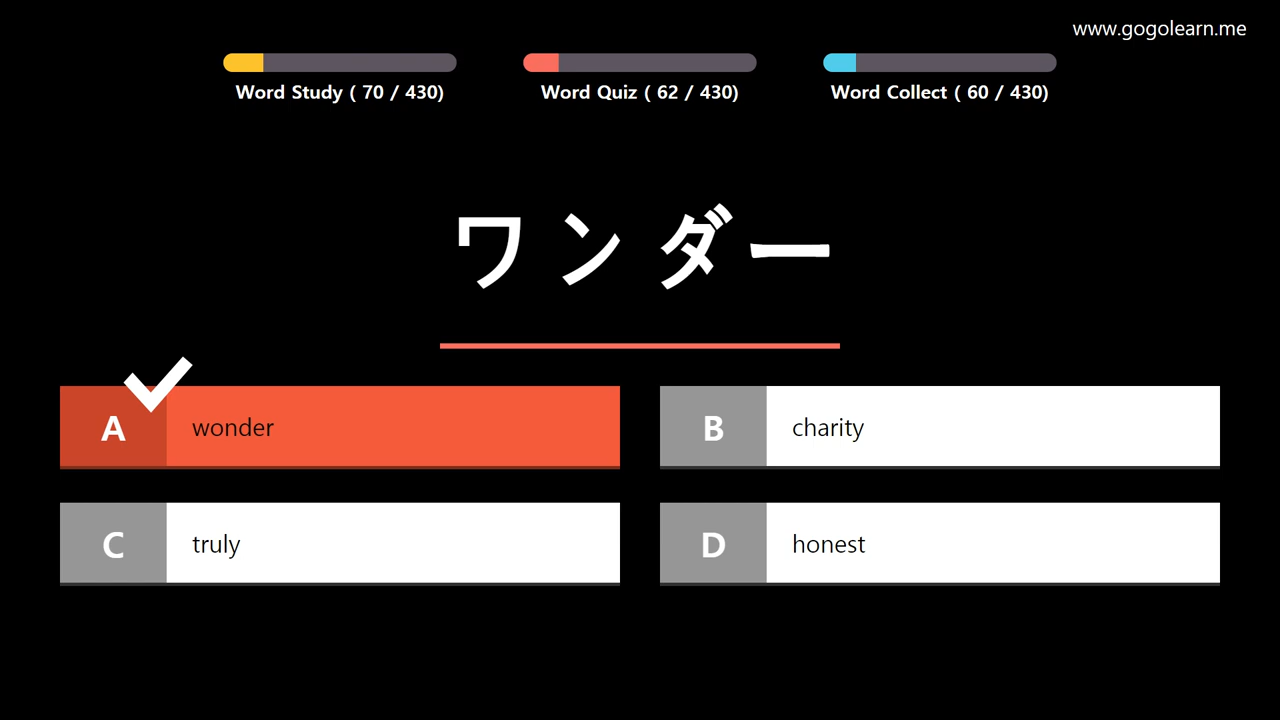 www.gogolearn.me
Word Study ( 70 / 430)
Word Quiz ( 62 / 430)
Word Collect ( 60 / 430)
ワンダー
A wonder
B charity
C truly
D honest